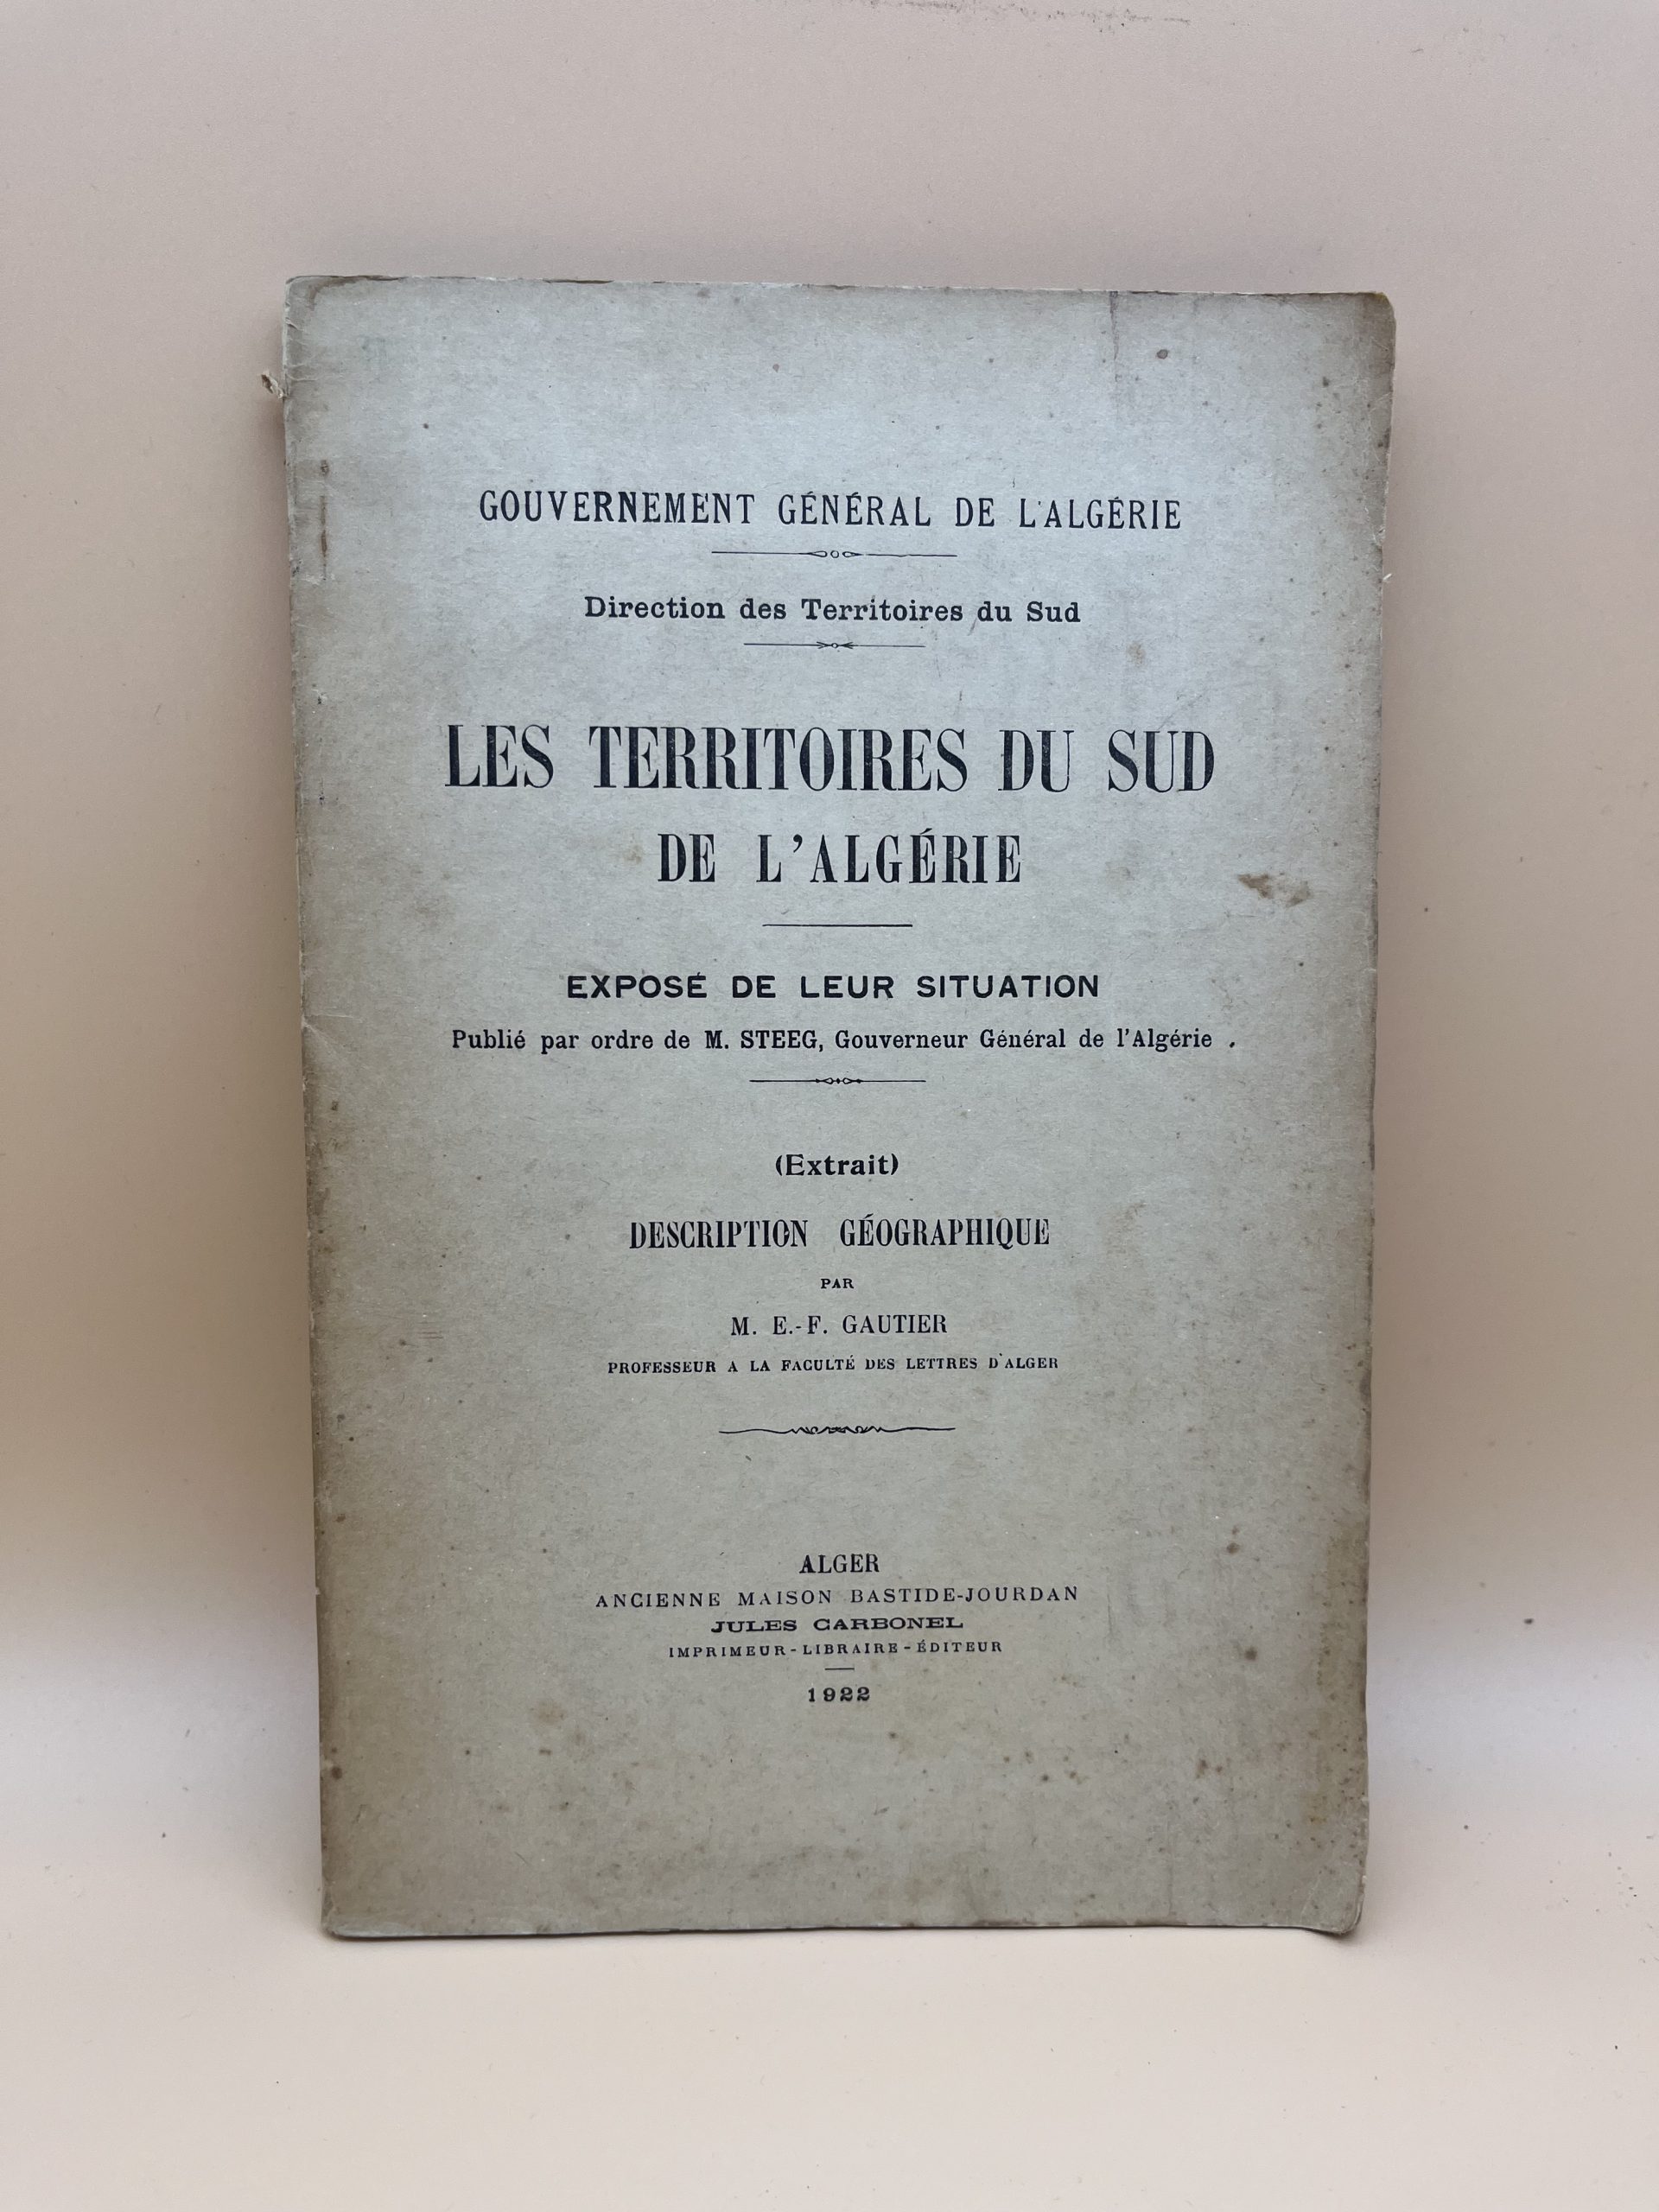 GOUVERNEMENT GÉNÉRAL DE L'ALGÉRIE
Direction des Territoires du Sud
LES TERRITOIRES DU SUD
DE L'ALGÉRIE
EXPOSÉ DE LEUR SITUATION
Publié par ordre de M. STEEG, Gouverneur Général de l'Algérie .
(Extrait)
DESCRIPTION GÉOGRAPHIQUE
PAR
M. E.-F. GAUTIER
PROFESSEUR A LA FACULTÉ DES LETTRES D'ALGER
ALGER
ANCIENNE MAISON BASTIDE-JOURDAN
JULES CARBONEL
IMPRIMEUR-LIBRAIRE-ÉDITEUR
1922